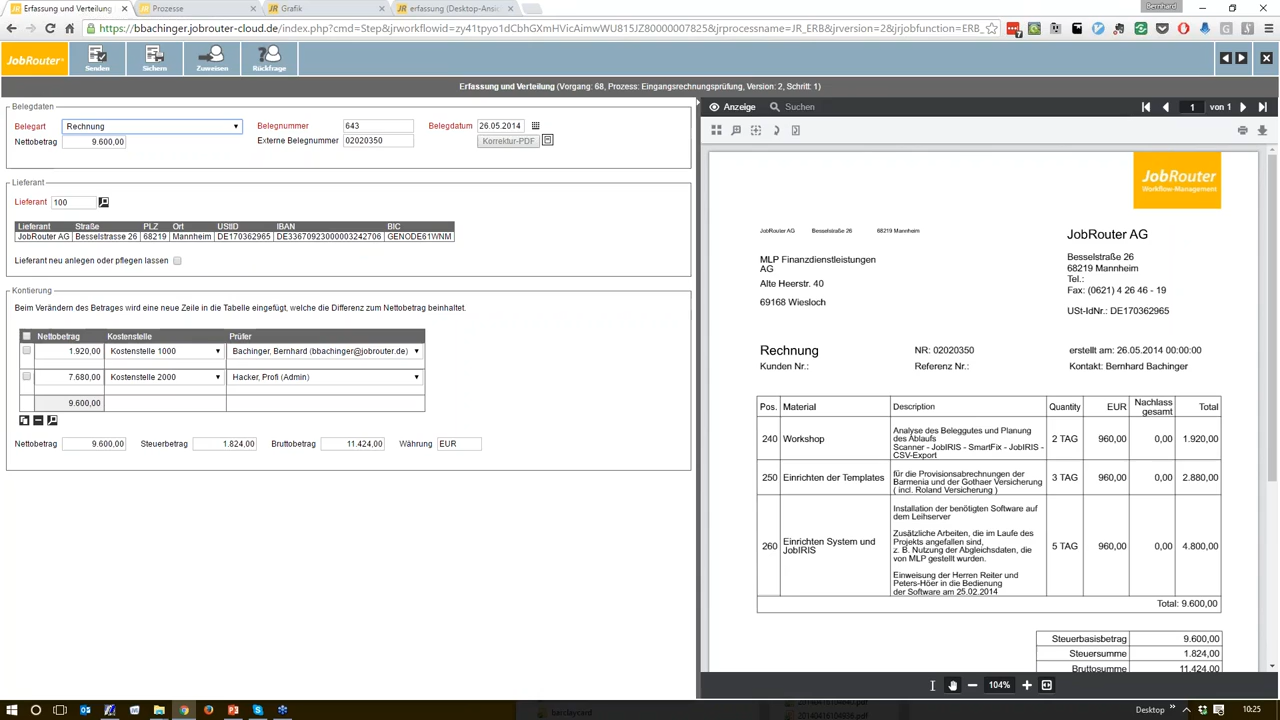 Erfassung und Verteilung
Prozesse
JR Grafik
JR erfassung (Desktop-Ansic
Bernhard
https://bbachinger.jobrouter-cloud.de/index.php?cmd=Step&jrworkflowid=zy41tpyo1dCbhGXmHVicAimwWU815JZ80000007825&jrprocessname=JR_ERB&jrversion=2&jrjobfunction=ERB_
JobRouter
Senden
Sichern
Zuweisen
Rückfrage
Erfassung und Verteilung (Vorgang: 68, Prozess: Eingangsrechnungsprüfung, Version: 2, Schritt: 1)
Belegdaten
Belegart Rechnung Belegnummer 643 Belegdatum 26.05.2014
Nettobetrag 9.600,00 Externe Belegnummer 02020350 Korrektur-PDF
Lieferant
Lieferant 100
Lieferant Straße PLZ Ort UStID IBAN BIC
JobRouter AG Besselstrasse 26 68219 Mannheim DE170362965 DE33670923000003242706 GENODE61WNM
Lieferant neu anlegen oder pflegen lassen
Kontierung
Beim Verändern des Betrages wird eine neue Zeile in die Tabelle eingefügt, welche die Differenz zum Nettobetrag beinhaltet.
Nettobetrag Kostenstelle Prüfer
1.920,00 Kostenstelle 1000 Bachinger, Bernhard (bbachinger@jobrouter.de)
7.680,00 Kostenstelle 2000 Hacker, Profi (Admin)
9.600,00
Nettobetrag 9.600,00 Steuerbetrag 1.824,00 Bruttobetrag 11.424,00 Währung EUR
Anzeige Suchen 1 von 1
JobRouter
Workflow-Management
JobRouter AG Besselstraße 26 68219 Mannheim
MLP Finanzdienstleistungen
AG
Alte Heerstr. 40
69168 Wiesloch
JobRouter AG
Besselstraße 26
68219 Mannheim
Tel.:
Fax: (0621) 4 26 46 - 19
USt-IdNr.: DE170362965
Rechnung NR: 02020350 erstellt am: 26.05.2014 00:00:00
Kunden Nr.: Referenz Nr.: Kontakt: Bernhard Bachinger
Pos. Material Description Quantity EUR Nachlass gesamt Total
240 Workshop
Analyse des Beleggutes und Planung
des Ablaufs
Scanner - JobIRIS - SmartFix - JobIRIS -
CSV-Export
2 TAG 960,00 0,00 1.920,00
250 Einrichten der Templates
für die Provisionsabrechnungen der
Barmenia und der Gothaer Versicherung
( incl. Roland Versicherung )
3 TAG 960,00 0,00 2.880,00
260 Einrichten System und
JobIRIS
Installation der benötigten Software auf
dem Leihserver
Zusätzliche Arbeiten, die im Laufe des
Projekts angefallen sind,
z. B. Nutzung der Abgleichsdaten, die
von MLP gestellt wurden.
Einweisung der Herren Reiter und
Peters-Höer in die Bedienung
der Software am 25.02.2014
5 TAG 960,00 0,00 4.800,00
Total: 9.600,00
Steuerbasisbetrag 9.600,00
Steuersumme 1.824,00
Bruttosumme 11.424,00
104%
barclaycard
20140416104938.pdf
Desktop
10:25